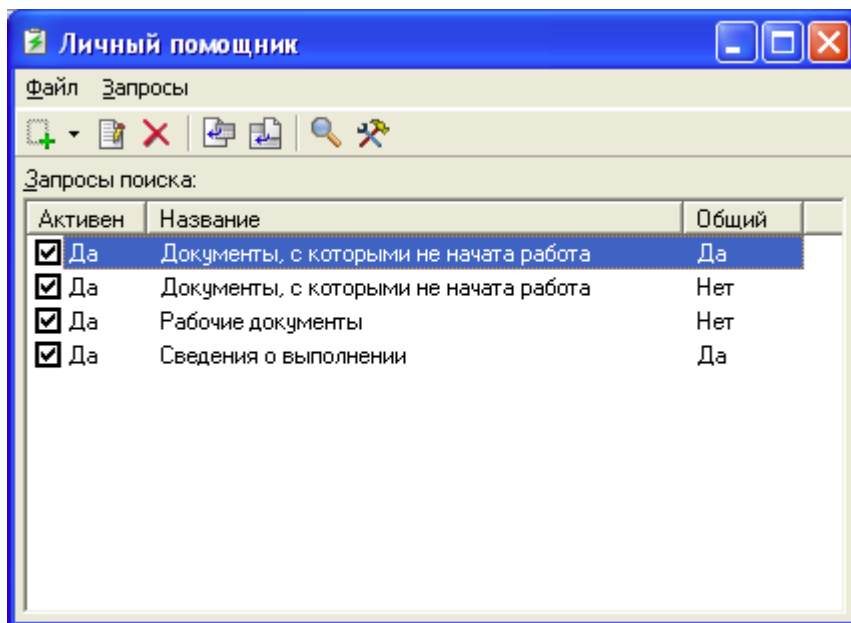 Личный помощник
Файл Запросы
Запросы поиска:
Активен Название Общий
Да Документы, с которыми не начата работа Да
Да Документы, с которыми не начата работа Нет
Да Рабочие документы Нет
Да Сведения о выполнении Да